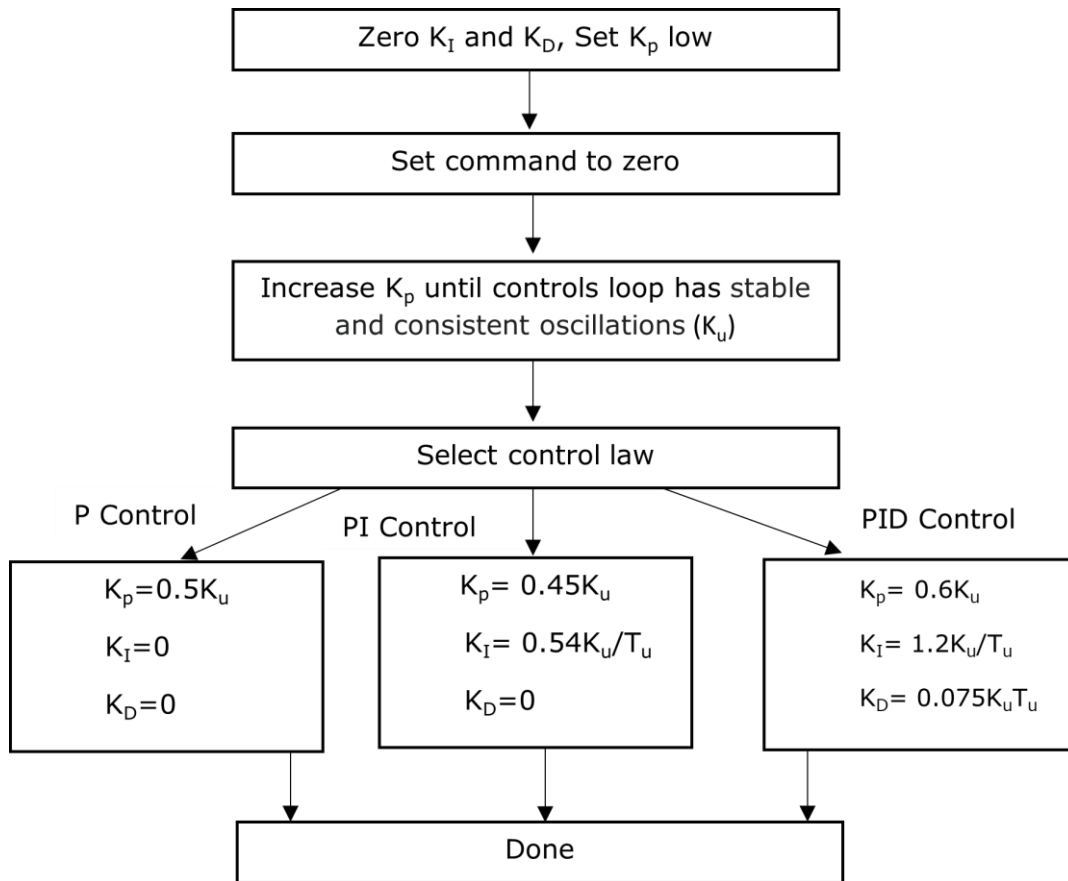 Zero K_I and K_D, Set K_p low
Set command to zero
Increase K_p until controls loop has stable
and consistent oscillations (K_u)
Select control law
P Control
PI Control
PID Control
K_p=0.5K_u
K_I=0
K_D=0
K_p= 0.45K_u
K_I= 0.54K_u/T_u
K_D=0
K_p= 0.6K_u
K_I= 1.2K_u/T_u
K_D= 0.075K_uT_u
Done